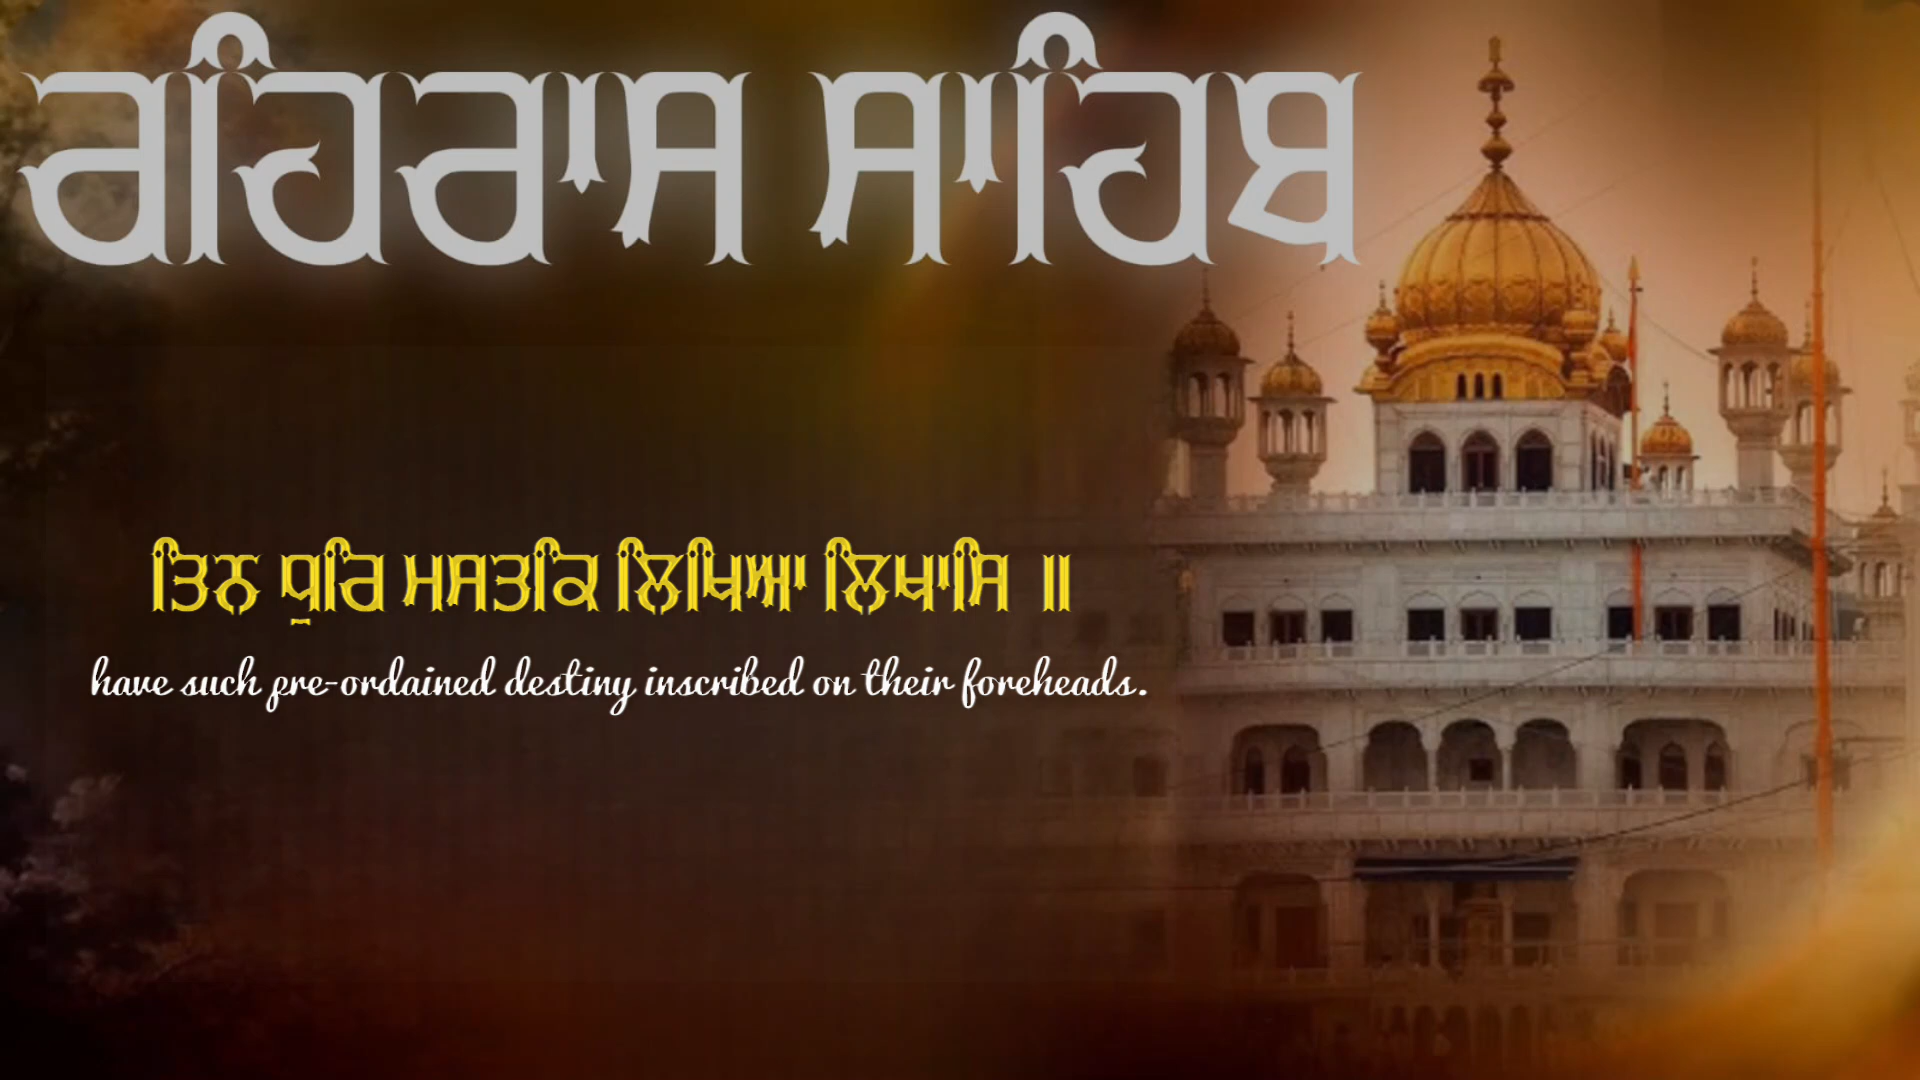 ਰਹਿਰਾਸ ਸਾਹਿਬ
ਤਿਨ ਧੁਰਿ ਮਸਤਕਿ ਲਿਖਿਆ ਲਿਖਾਸਿ ॥
have such pre-ordained destiny inscribed on their foreheads.